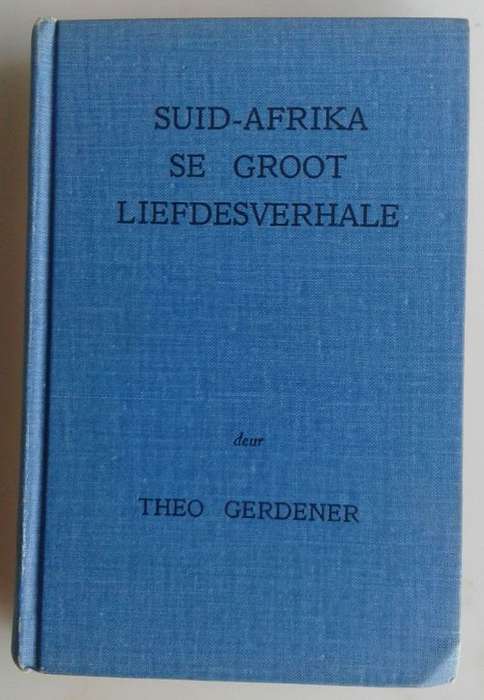 SUID-AFRIKA
SE GROOT
LIEFDESVERHALE
deur
THEO GERDENER